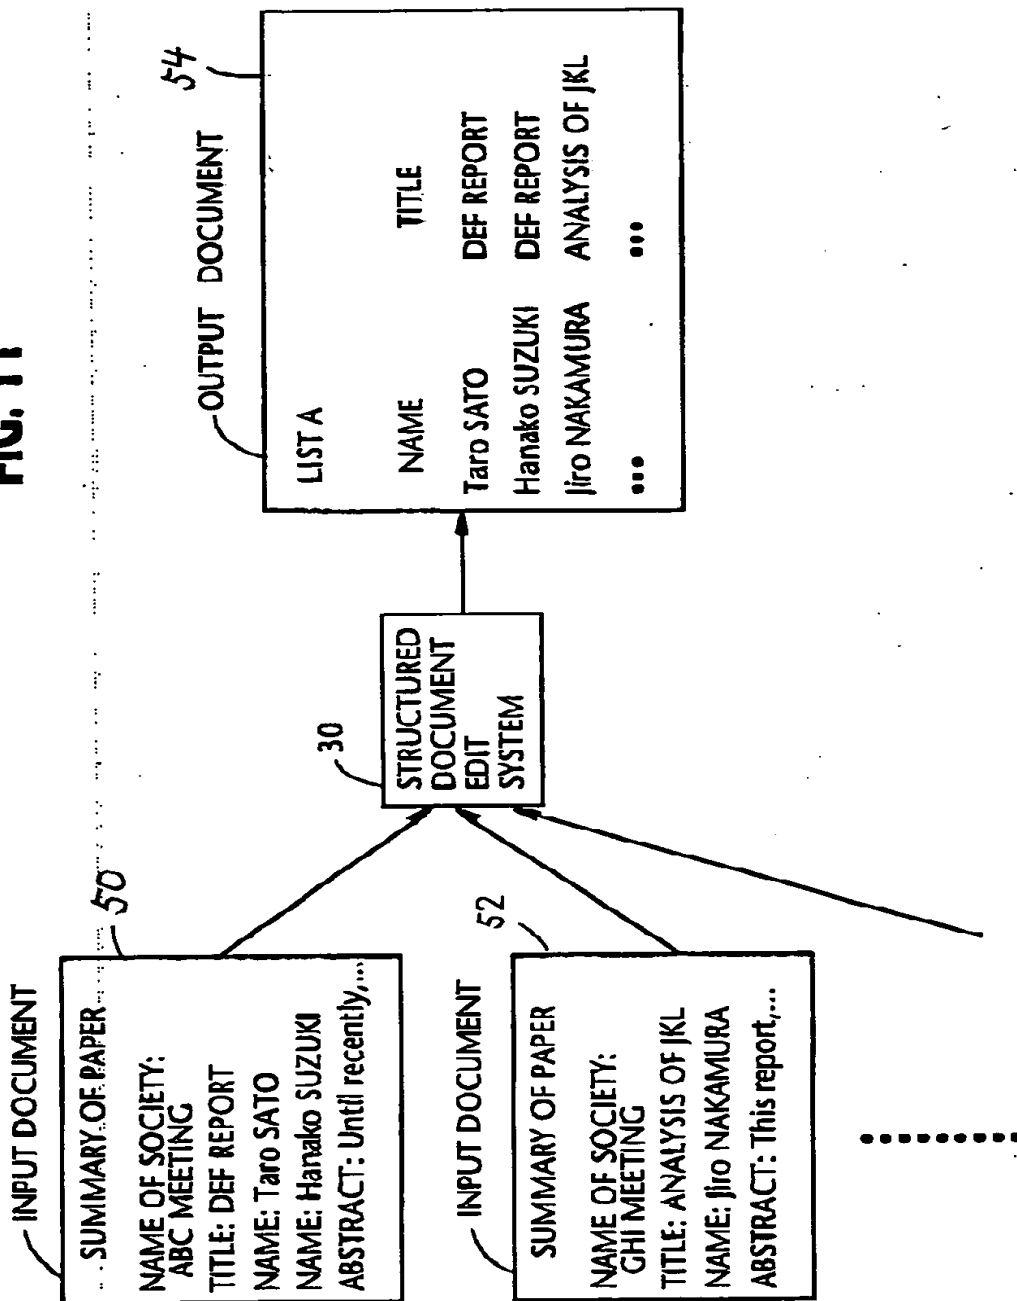 FIG. 11
INPUT DOCUMENT
50
SUMMARY OF PAPER
NAME OF SOCIETY:
ABC MEETING
TITLE: DEF REPORT
NAME: Taro SATO
NAME: Hanako SUZUKI
ABSTRACT: Until recently,...
INPUT DOCUMENT
52
SUMMARY OF PAPER
NAME OF SOCIETY:
GHI MEETING
TITLE: ANALYSIS OF JKL
NAME: Jiro NAKAMURA
ABSTRACT: This report,...
30
STRUCTURED
DOCUMENT
EDIT
SYSTEM
OUTPUT DOCUMENT
54
LIST A
NAME TITLE
Taro SATO DEF REPORT
Hanako SUZUKI DEF REPORT
Jiro NAKAMURA ANALYSIS OF JKL
... ...